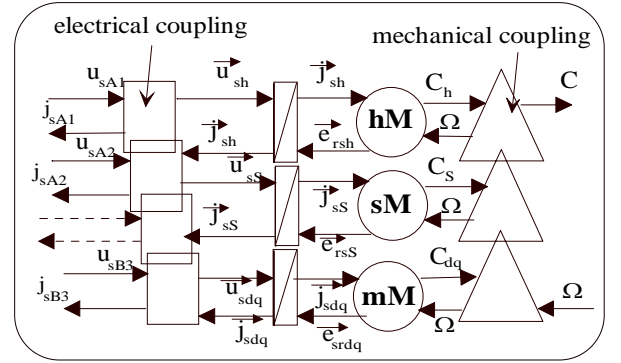 electrical coupling
mechanical coupling
u_sA1
u_sh
j_sh
C_h
C
j_sA1
hM
Ω
u_sA2
j_sh
e_rsh
j_sA2
u_sS
j_sS
C_S
sM
Ω
j_sS
e_rsS
u_sB3
C_dq
j_sB3
u_sdq
j_sdq
mM
Ω
Ω
j_sdq
e_srdq